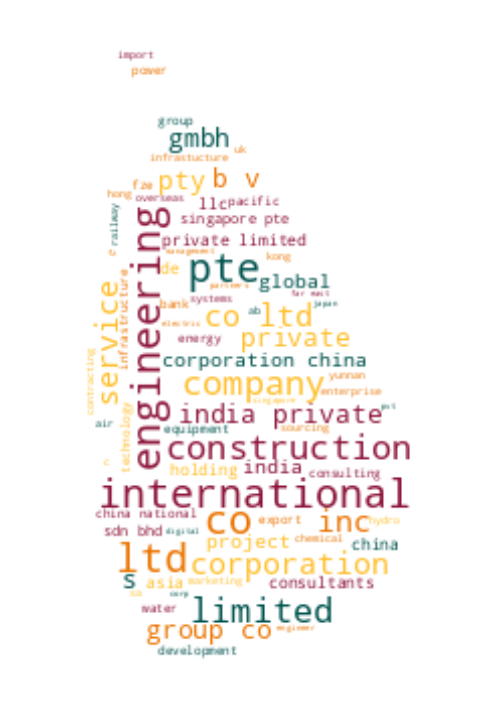 import
power
group
gmbh
uk
infrastucture
fze
pty
b v
hong
overseas
llc
pacific
railway
singapore pte
engineering
private limited
management
kong
de
pte
global
partners
far east
infrastructure
service
bank
systems
ab
japan
co ltd
electric
energy
private
contracting
corporation china
company
yunnan
enterprise
singapore
technology
india private
pvt
air
equipment
sourcing
construction
holding
india
consulting
international
china national
co
export
inc
hydro
sdn bhd
digital
project
chemical
china
ltd
corporation
s
asia
marketing
consultants
corp
water
limited
group co
engineer
development